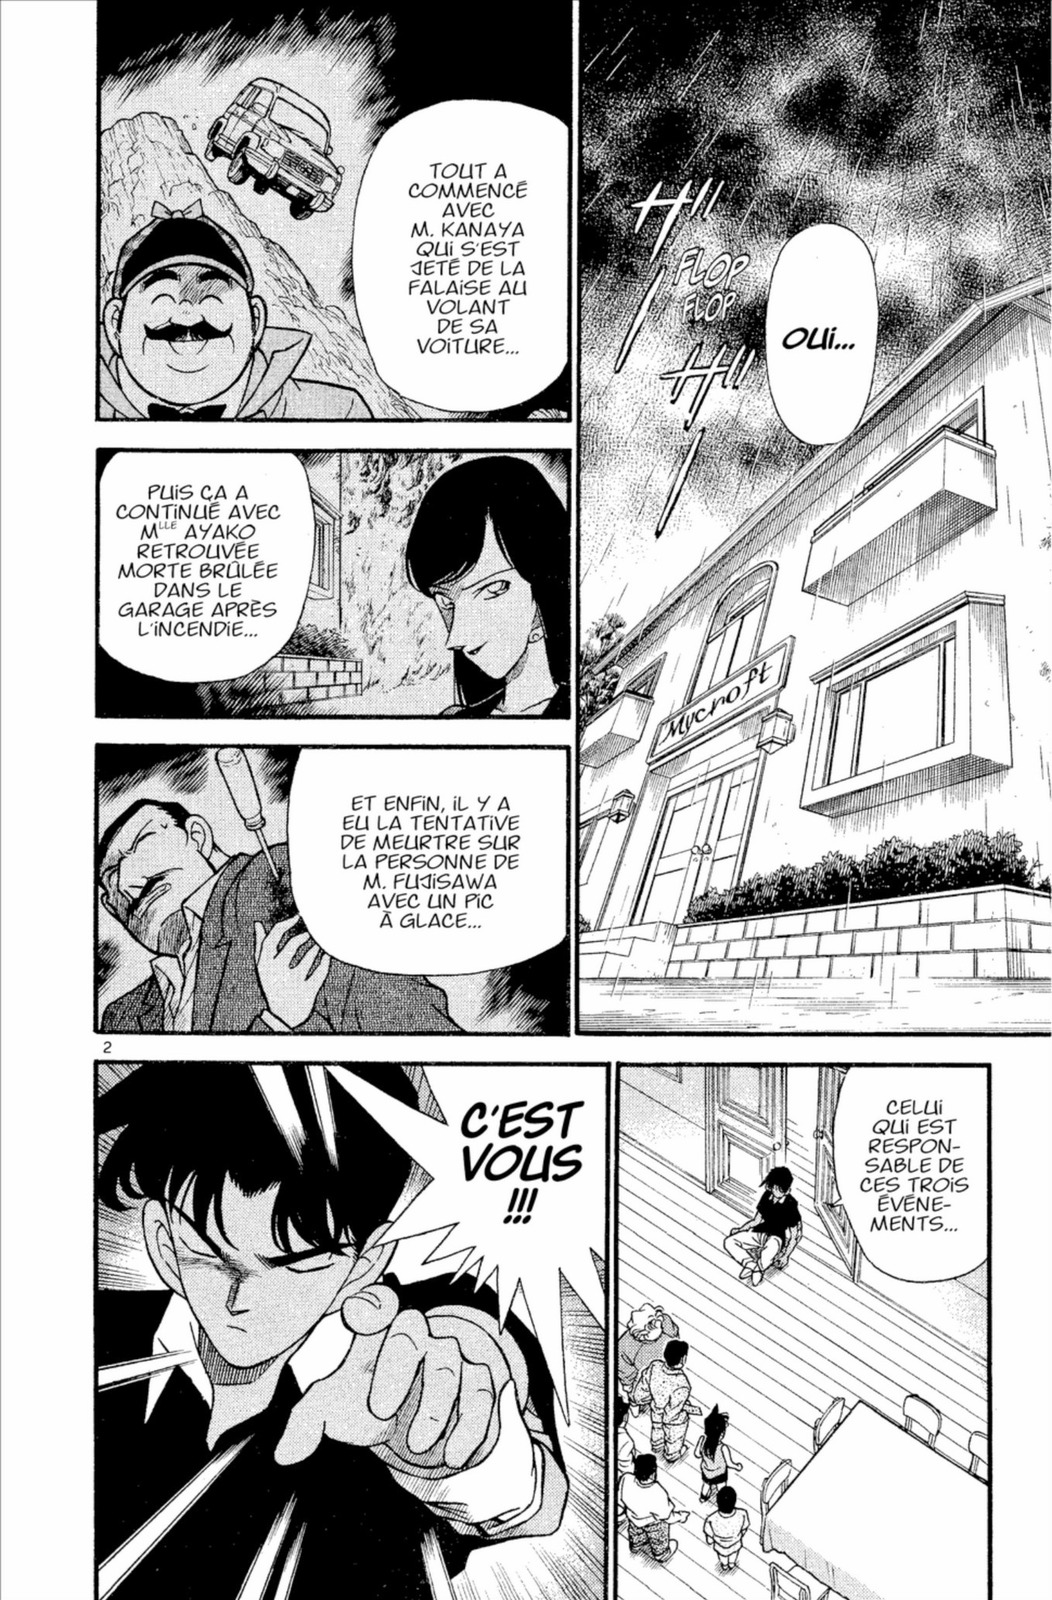 OUI...
FLOP
FLOP
Mycroft
TOUT A
COMMENCÉ
AVEC
M. KANAYA
QUI S'EST
JETÉ DE LA
FALAISE AU
VOLANT
DE SA
VOITURE...
PUIS ÇA A
CONTINUÉ AVEC
MLLE AYAKO
RETROUVÉE
MORTE BRÛLÉE
DANS LE
GARAGE APRÈS
L'INCENDIE...
ET ENFIN, IL Y A
EU LA TENTATIVE
DE MEURTRE SUR
LA PERSONNE DE
M. FUJISAWA
AVEC UN PIC
À GLACE...
2
CELUI
QUI EST
RESPON-
SABLE DE
CES TROIS
ÉVÉNE-
MENTS...
C'EST
VOUS
!!!